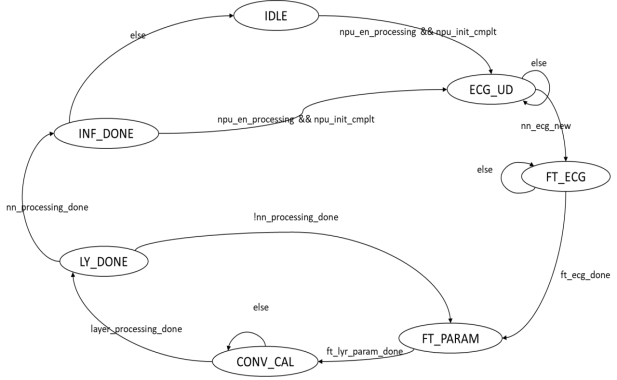 IDLE
else
npu_en_processing && npu_init_cmplt
else
ECG_UD
npu_en_processing && npu_init_cmplt
nn_ecg_new
INF_DONE
else
FT_ECG
nn_processing_done
!nn_processing_done
LY_DONE
ft_ecg_done
else
layer_processing_done
FT_PARAM
ft_lyr_param_done
CONV_CAL